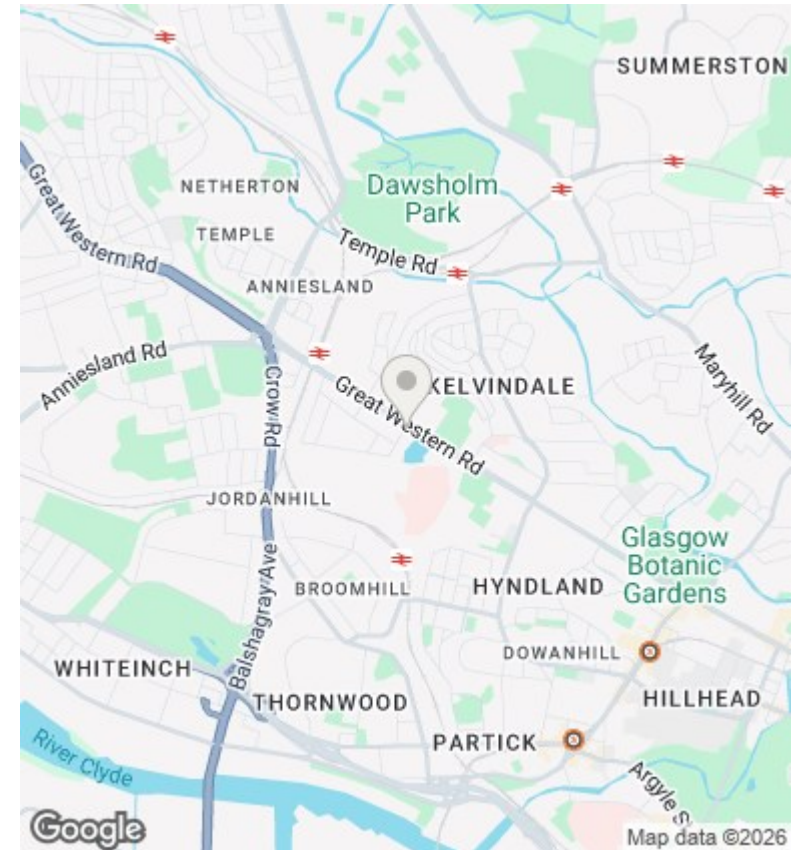 SUMMERSTON
NETHERTON
Dawsholm
Park
TEMPLE
Great Western Rd
Temple Rd
ANNIESLAND
Anniesland Rd
Crow Rd
Great Western Rd
KELVINDALE
Maryhill Rd
JORDANHILL
Glasgow
Botanic
Gardens
BROOMHILL
HYNDLAND
Balshagray Ave
DOWANHILL
WHITEINCH
THORNWOOD
HILLHEAD
PARTICK
River Clyde
Argyle S
Google
Map data ©2026